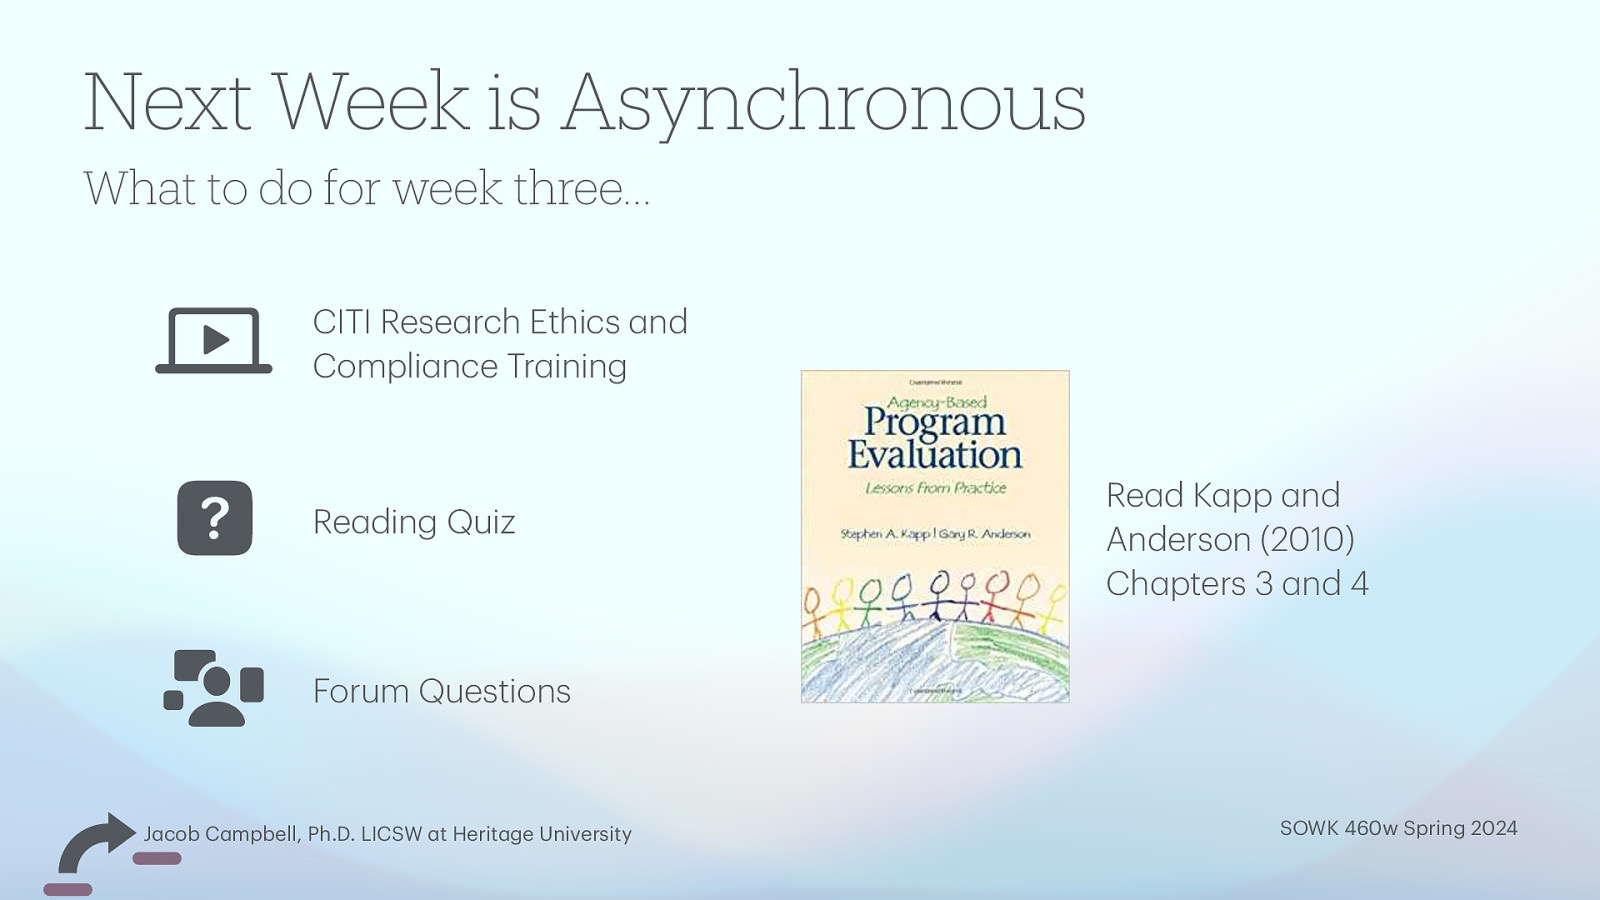 Next Week is Asynchronous
What to do for week three...
CITI Research Ethics and
Compliance Training
Reading Quiz
Forum Questions
Copyrighted Material
Agency-Based
Program
Evaluation
Lessons From Practice
Stephen A. Kapp | Gary R. Anderson
Copyrighted Material
Read Kapp and
Anderson (2010)
Chapters 3 and 4
Jacob Campbell, Ph.D. LICSW at Heritage University
SOWK 460w Spring 2024